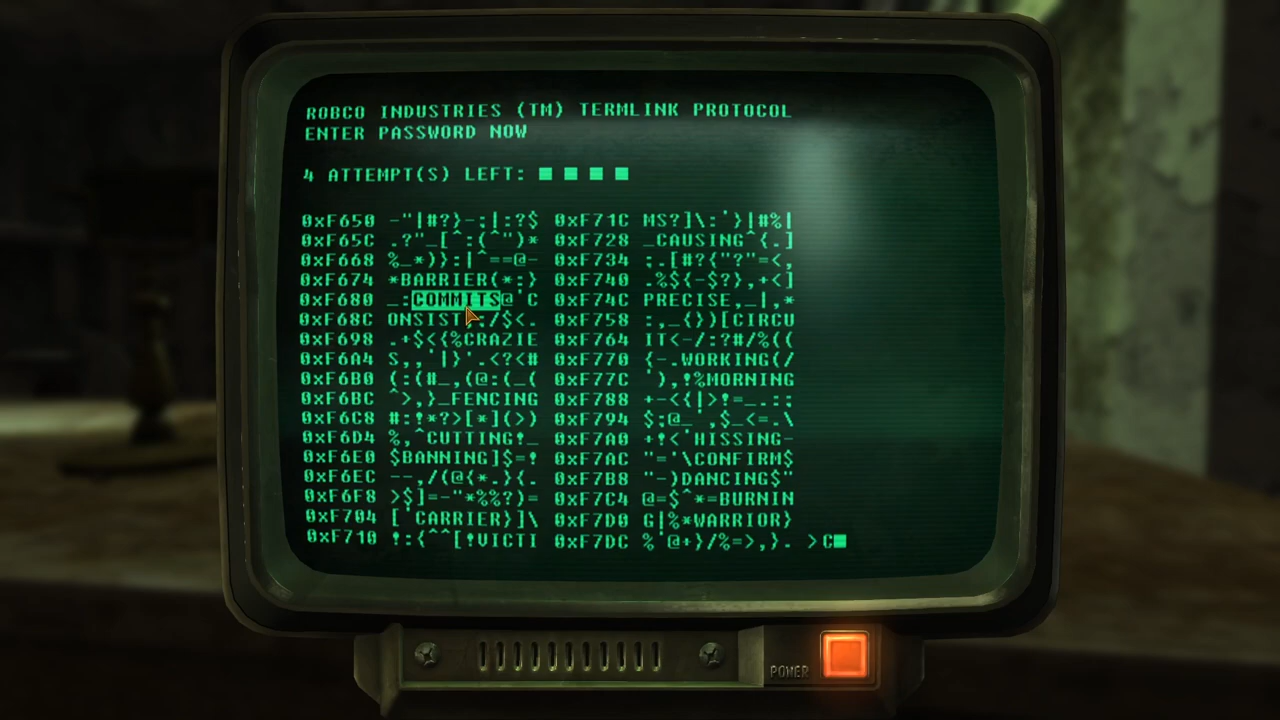 ROBCO INDUSTRIES (TM) TERMLINK PROTOCOL
ENTER PASSWORD NOW
4 ATTEMPT(S) LEFT: ■ ■ ■ ■
0xF650 -"|#?}-;|:?$ 0xF71C MS?]\:'}|#%|
0xF65C .?"_[^:(^")* 0xF728 _CAUSING^{.]
0xF668 %_*)}:|^==@- 0xF734 :.[#?{"?"=<,
0xF674 *BARRIER(*:} 0xF740 .%${-$?},+<]
0xF680 _:COMMITS@'C 0xF74C PRECISE,_|,*
0xF68C ONSIST :/$<. 0xF758 :,_{})[CIRCU
0xF698 .+$<{%CRAZIE 0xF764 IT<-/:?#/%((
0xF6A4 S,,'|}'.<?<# 0xF770 {-.WORKING(/
0xF6B0 (:(#_,(@:(_( 0xF77C '),!%MORNING
0xF6BC ^>,}_FENCING 0xF788 +-<{|>!=_.:;
0xF6C8 #:!*?>[*](>) 0xF794 $;@_',$_<=.\
0xF6D4 %,^CUTTING!_ 0xF7A0 +!<'HISSING-
0xF6E0 $BANNING]$=! 0xF7AC "='\CONFIRM$
0xF6EC --,/(@{*.}{. 0xF7B8 "-)DANCING$"
0xF6F8 >$]=-"*%%?)= 0xF7C4 @=$^*=BURNIN
0xF704 ['CARRIER}]\ 0xF7D0 G|%*WARRIOR}
0xF710 !:{^^[!VICTI 0xF7DC %'@+}/%=>,}. >C■
POWER